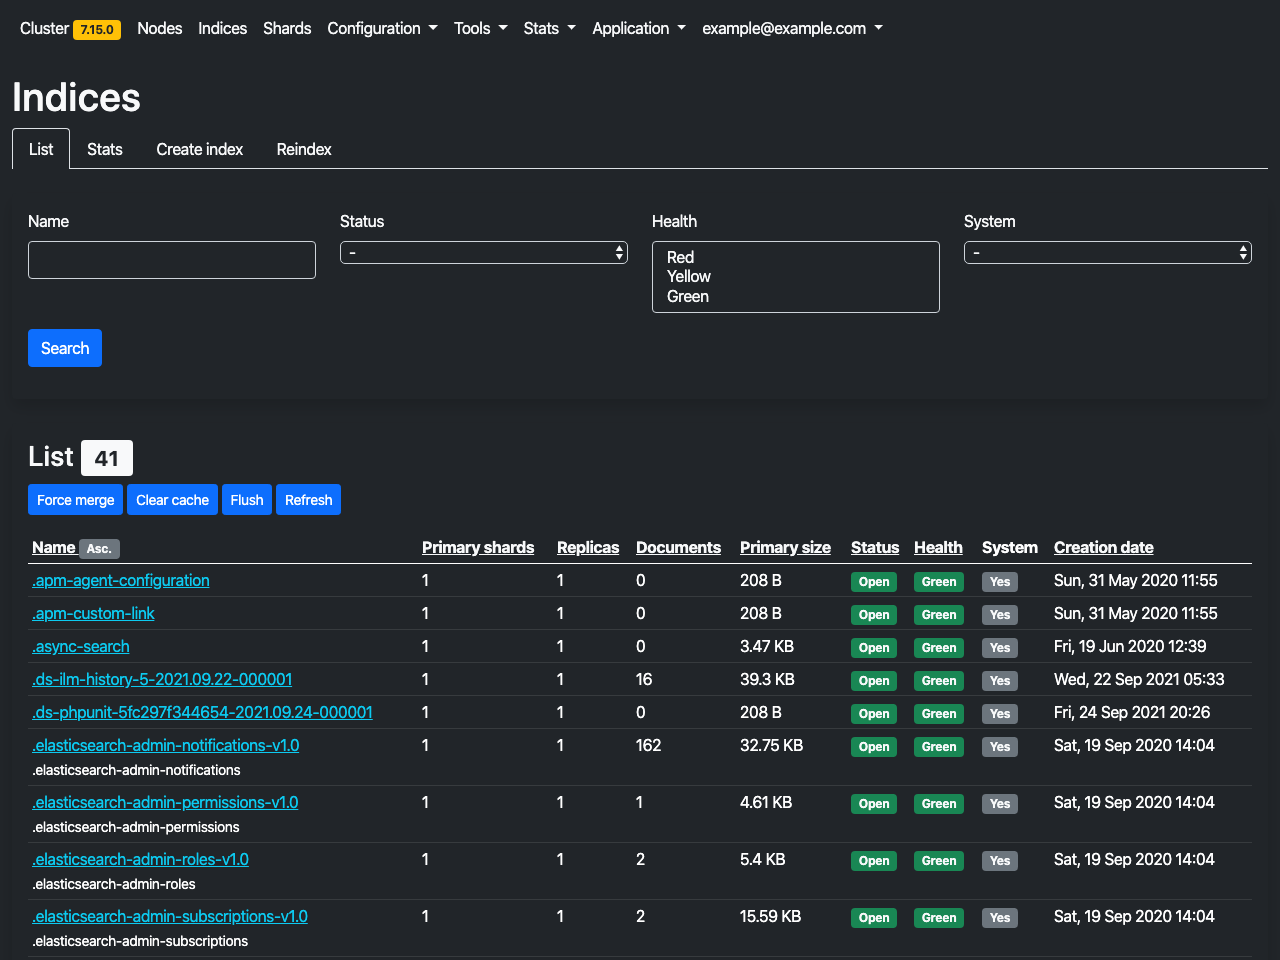 Cluster 7.15.0 Nodes Indices Shards Configuration Tools Stats Application example@example.com
Indices
List Stats Create index Reindex
Name Status Health System
- Red -
Yellow
Green
Search
List 41
Force merge Clear cache Flush Refresh
Name Asc. Primary shards Replicas Documents Primary size Status Health System Creation date
.apm-agent-configuration 1 1 0 208 B Open Green Yes Sun, 31 May 2020 11:55
.apm-custom-link 1 1 0 208 B Open Green Yes Sun, 31 May 2020 11:55
.async-search 1 1 0 3.47 KB Open Green Yes Fri, 19 Jun 2020 12:39
.ds-ilm-history-5-2021.09.22-000001 1 1 16 39.3 KB Open Green Yes Wed, 22 Sep 2021 05:33
.ds-phpunit-5fc297f344654-2021.09.24-000001 1 1 0 208 B Open Green Yes Fri, 24 Sep 2021 20:26
.elasticsearch-admin-notifications-v1.0 1 1 162 32.75 KB Open Green Yes Sat, 19 Sep 2020 14:04
.elasticsearch-admin-notifications
.elasticsearch-admin-permissions-v1.0 1 1 1 4.61 KB Open Green Yes Sat, 19 Sep 2020 14:04
.elasticsearch-admin-permissions
.elasticsearch-admin-roles-v1.0 1 1 2 5.4 KB Open Green Yes Sat, 19 Sep 2020 14:04
.elasticsearch-admin-roles
.elasticsearch-admin-subscriptions-v1.0 1 1 2 15.59 KB Open Green Yes Sat, 19 Sep 2020 14:04
.elasticsearch-admin-subscriptions